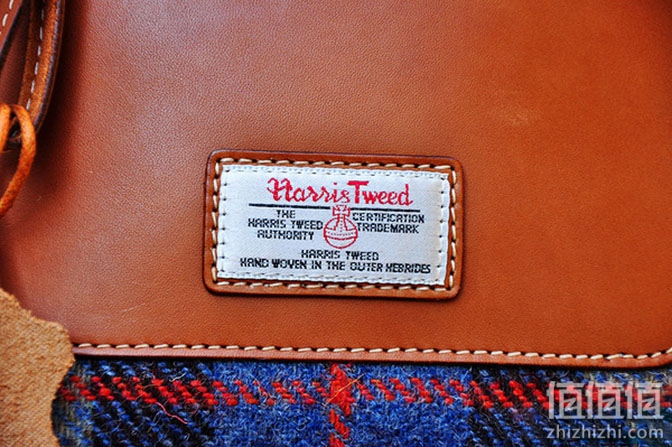 Harris Tweed
THE HARRIS TWEED AUTHORITY
CERTIFICATION TRADEMARK
HARRIS TWEED
HAND WOVEN IN THE OUTER HEBRIDES
值值值
zhizhizhi.com